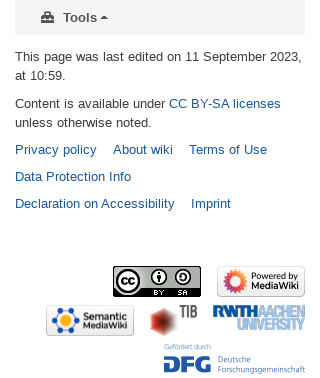 Tools
This page was last edited on 11 September 2023,
at 10:59.
Content is available under CC BY-SA licenses
unless otherwise noted.
Privacy policy About wiki Terms of Use
Data Protection Info
Declaration on Accessibility Imprint
cc BY SA
Powered by
MediaWiki
Semantic
MediaWiki
TIB
RWTHAACHEN
UNIVERSITY
Gefördert durch
DFG Deutsche
Forschungsgemeinschaft